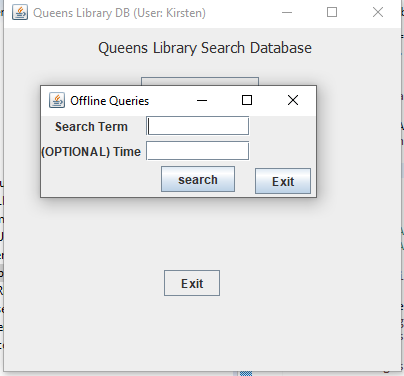 Queens Library DB (User: Kirsten)
Queens Library Search Database
Offline Queries
Search Term
(OPTIONAL) Time
search
Exit
Exit